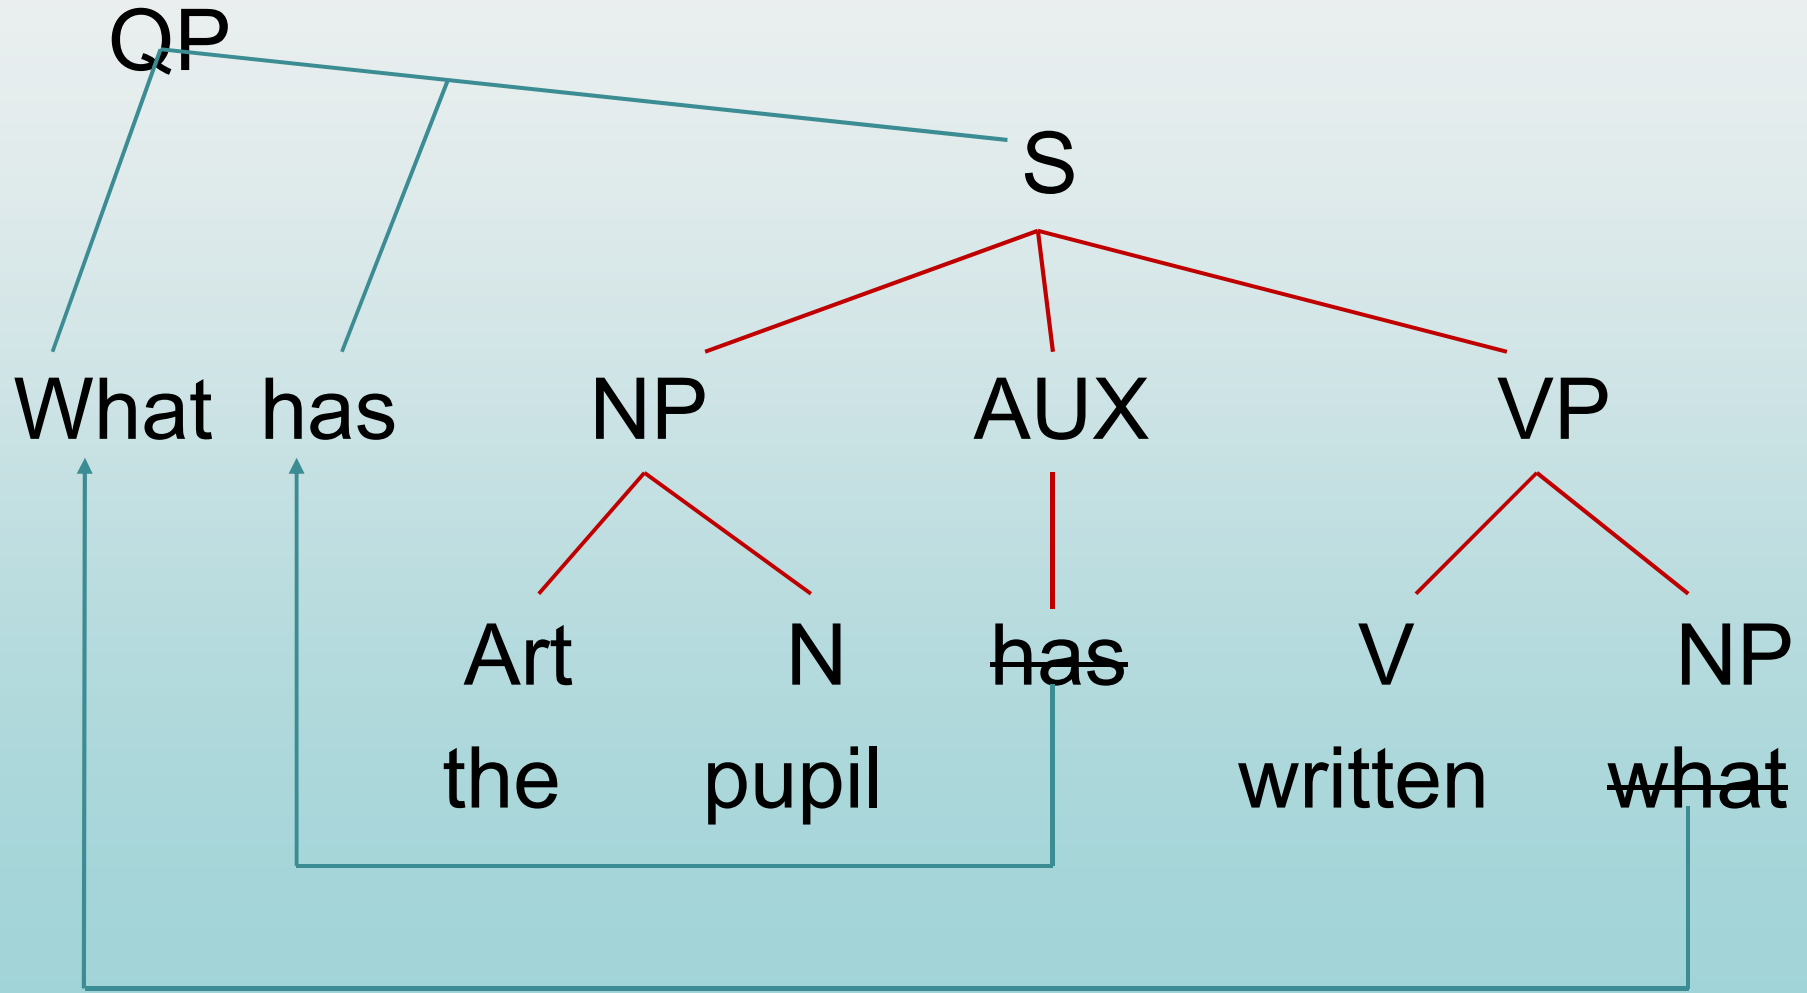 QP
S
What has NP AUX VP
Art N has V NP
the pupil written what